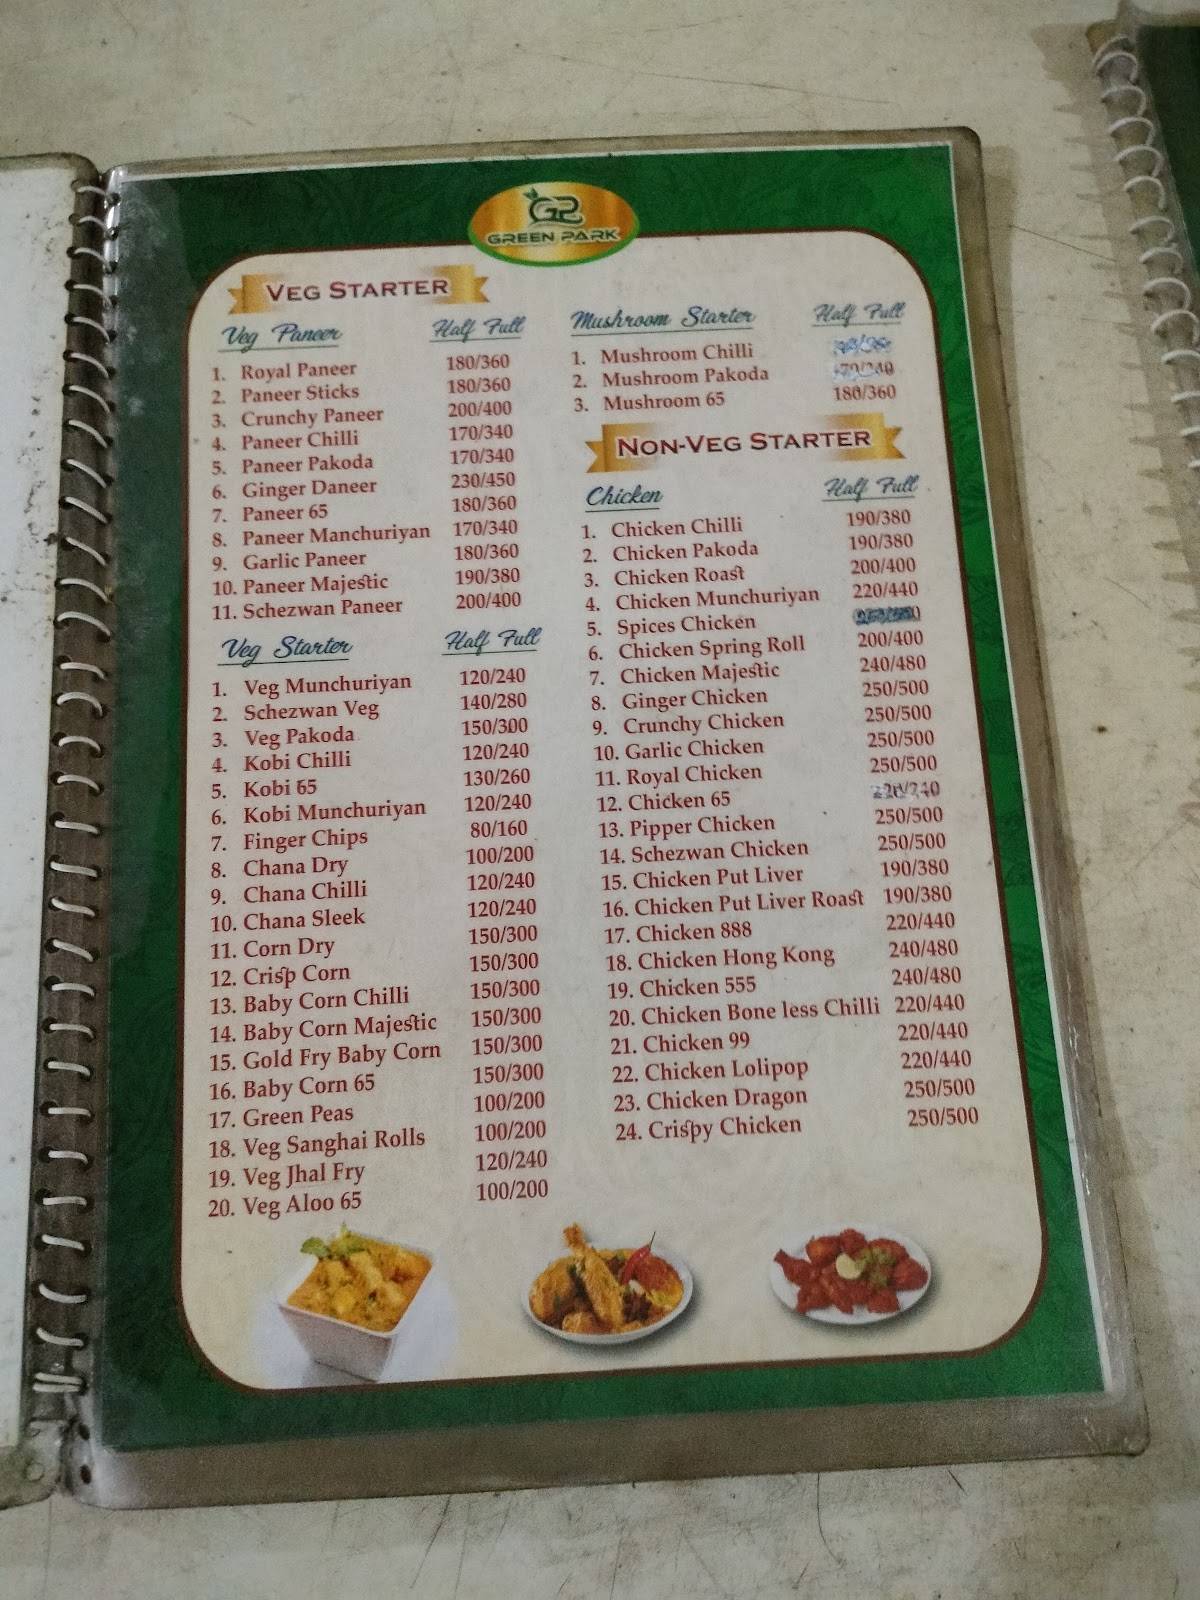 G2
GREEN PARK
VEG STARTER
Veg Paneer Half Full
1. Royal Paneer 180/360
2. Paneer Sticks 180/360
3. Crunchy Paneer 200/400
4. Paneer Chilli 170/340
5. Paneer Pakoda 170/340
6. Ginger Daneer 230/450
7. Paneer 65 180/360
8. Paneer Manchuriyan 170/340
9. Garlic Paneer 180/360
10. Paneer Majestic 190/380
11. Schezwan Paneer 200/400
Veg Starter Half Full
1. Veg Munchuriyan 120/240
2. Schezwan Veg 140/280
3. Veg Pakoda 150/300
4. Kobi Chilli 120/240
5. Kobi 65 130/260
6. Kobi Munchuriyan 120/240
7. Finger Chips 80/160
8. Chana Dry 100/200
9. Chana Chilli 120/240
10. Chana Sleek 120/240
11. Corn Dry 150/300
12. Crisp Corn 150/300
13. Baby Corn Chilli 150/300
14. Baby Corn Majestic 150/300
15. Gold Fry Baby Corn 150/300
16. Baby Corn 65 150/300
17. Green Peas 100/200
18. Veg Sanghai Rolls 100/200
19. Veg Jhal Fry 120/240
20. Veg Aloo 65 100/200
Mushroom Starter Half Full
1. Mushroom Chilli
2. Mushroom Pakoda
3. Mushroom 65 180/360
NON-VEG STARTER
Chicken Half Full
1. Chicken Chilli 190/380
2. Chicken Pakoda 190/380
3. Chicken Roast 200/400
4. Chicken Munchuriyan 220/440
5. Spices Chicken
6. Chicken Spring Roll 200/400
7. Chicken Majestic 240/480
8. Ginger Chicken 250/500
9. Crunchy Chicken 250/500
10. Garlic Chicken 250/500
11. Royal Chicken 250/500
12. Chicken 65
13. Pipper Chicken 250/500
14. Schezwan Chicken 250/500
15. Chicken Put Liver 190/380
16. Chicken Put Liver Roast 190/380
17. Chicken 888 220/440
18. Chicken Hong Kong 240/480
19. Chicken 555 240/480
20. Chicken Bone less Chilli 220/440
21. Chicken 99 220/440
22. Chicken Lolipop 220/440
23. Chicken Dragon 250/500
24. Crispy Chicken 250/500